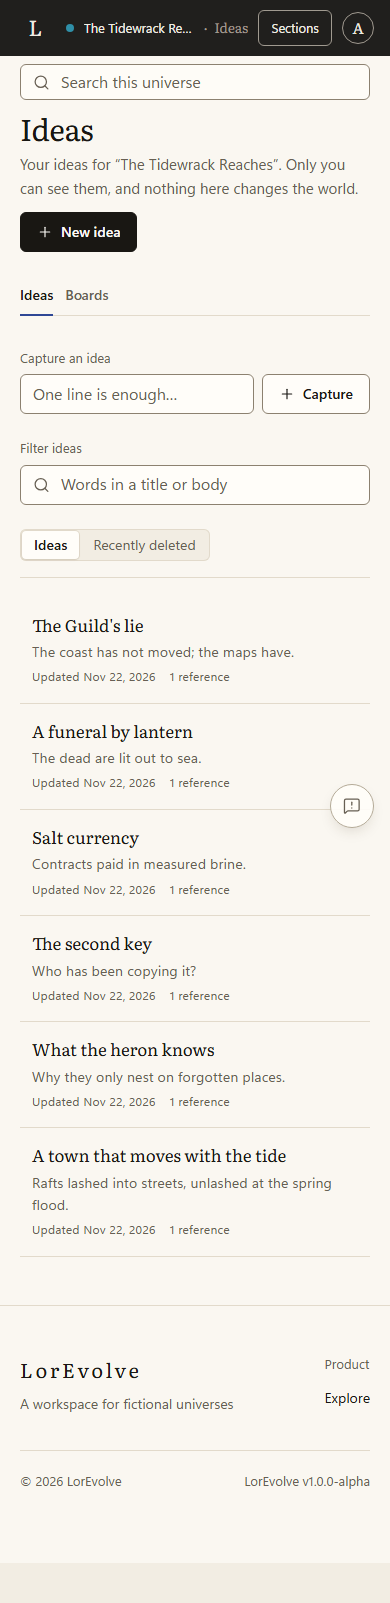 L
The Tidewrack Re... · Ideas
Sections
A
Search this universe
Ideas
Your ideas for “The Tidewrack Reaches”. Only you
can see them, and nothing here changes the world.
New idea
Ideas
Boards
Capture an idea
One line is enough...
Capture
Filter ideas
Words in a title or body
Ideas
Recently deleted
The Guild's lie
The coast has not moved; the maps have.
Updated Nov 22, 2026 1 reference
A funeral by lantern
The dead are lit out to sea.
Updated Nov 22, 2026 1 reference
Salt currency
Contracts paid in measured brine.
Updated Nov 22, 2026 1 reference
The second key
Who has been copying it?
Updated Nov 22, 2026 1 reference
What the heron knows
Why they only nest on forgotten places.
Updated Nov 22, 2026 1 reference
A town that moves with the tide
Rafts lashed into streets, unlashed at the spring
flood.
Updated Nov 22, 2026 1 reference
LorEvolve
A workspace for fictional universes
Product
Explore
© 2026 LorEvolve
LorEvolve v1.0.0-alpha